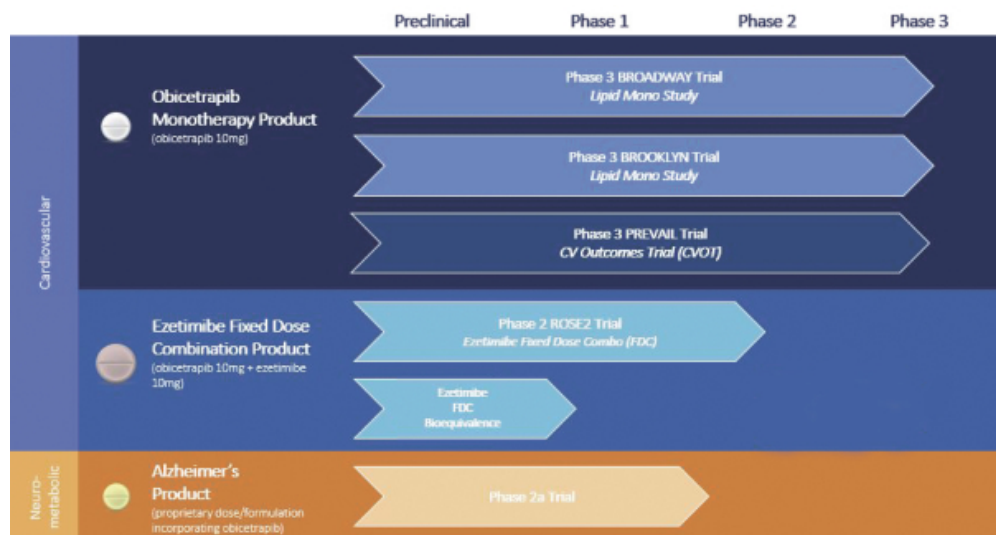 Preclinical Phase 1 Phase 2 Phase 3
Cardiovascular
Obicetrapib
Monotherapy Product
(obicetrapib 10mg)
Phase 3 BROADWAY Trial
Lipid Mono Study
Phase 3 BROOKLYN Trial
Lipid Mono Study
Phase 3 PREVAIL Trial
CV Outcomes Trial (CVOT)
Ezetimibe Fixed Dose
Combination Product
(obicetrapib 10mg + ezetimibe
10mg)
Phase 2 ROSE2 Trial
Ezetimibe Fixed Dose Combo (FDC)
Ezetimibe
FDC
Bioequivalence
Neuro-
metabolic
Alzheimer's
Product
(proprietary dose/formulation
incorporating obicetrapib)
Phase 2a Trial